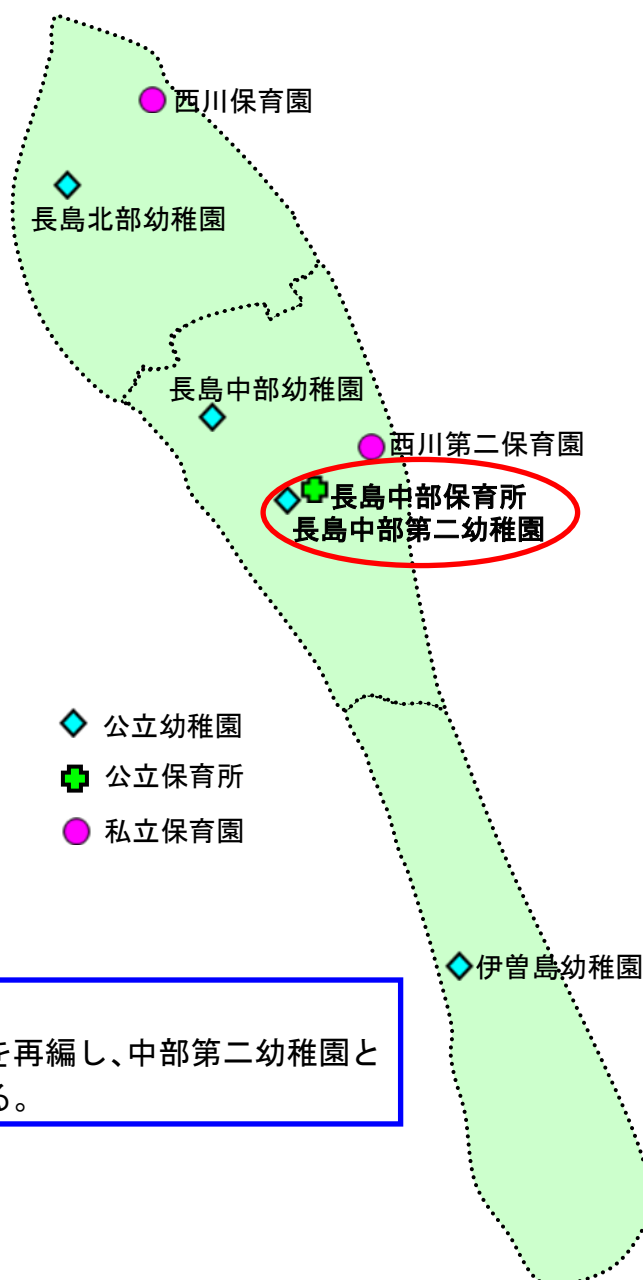 西川保育園
長島北部幼稚園
長島中部幼稚園
西川第二保育園
長島中部保育所
長島中部第二幼稚園
公立幼稚園
公立保育所
私立保育園
伊曽島幼稚園
を再編し、中部第二幼稚園と
る。